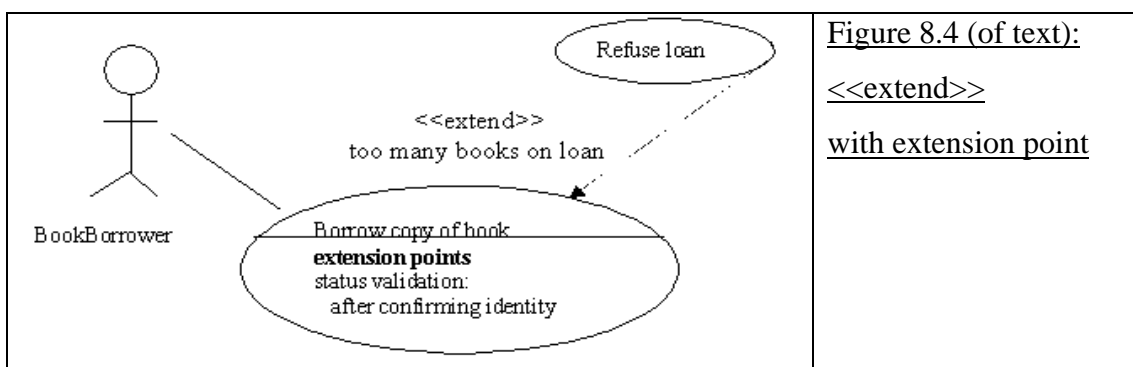 Refuse loan
<<extend>>
too many books on loan
BookBorrower
Borrow copy of book
extension points
status validation:
after confirming identity
Figure 8.4 (of text):
<<extend>>
with extension point